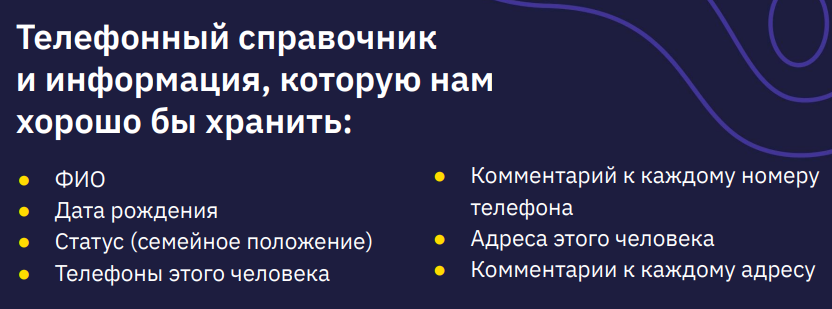 Телефонный справочник
и информация, которую нам
хорошо бы хранить:
● ФИО
● Дата рождения
● Статус (семейное положение)
● Телефоны этого человека
● Комментарий к каждому номеру
телефона
● Адреса этого человека
● Комментарии к каждому адресу